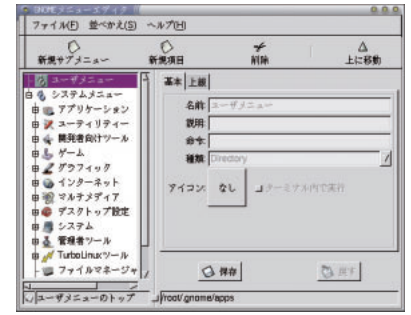 GNOMEメニューエディタ
ファイル(F) 並べかえ(S) ヘルプ(H)
新規サブメニュー 新規項目 削除 上に移動
ユーザメニュー
システムメニュー
アプリケーション
ユーティリティー
開発者向けツール
ゲーム
グラフィック
インターネット
マルチメディア
デスクトップ設定
システム
管理者ツール
TurboLinuxツール
ファイルマネージャ
基本 上級
名前: ユーザメニュー
説明:
命令:
種類: Directory
アイコン: なし ターミナル内で実行
保存 戻す
ユーザメニューのトップ /root/.gnome/apps